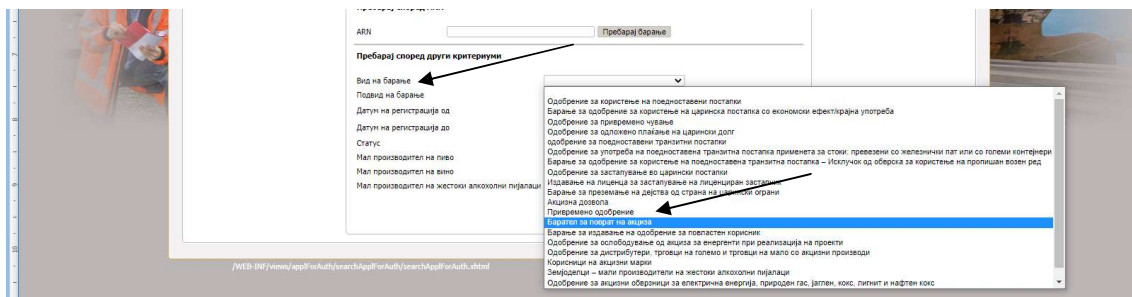 ARN
Пребарај барање
Пребарај според други критериуми
Вид на барање
Подвид на барање
Датум на регистрација од
Датум на регистрација до
Статус
Мал производител на пиво
Мал производител на вино
Мал производител на жестоки алкохолни пијалаци
Одобрение за користење на поедноставени постапки
Барање за одобрение за користење на царинска постапка со економски ефект/крајна употреба
Одобрение за привремено чување
Одобрение за одложено плаќање на царински долг
одобрение за поедноставени транзитни постапки
Одобрение за употреба на поедноставена транзитна постапка применета за стоки: превезени со железнички пат или со големи контејнери
Барање за одобрение за користење на поедноставена транзитна постапка – Исклучок од обврска за користење на пропишан возен ред
Одобрение за застапување во царински постапки
Издавање на лиценца за застапување на лиценциран застапник
Барање за преземање на дејства од страна на царински органи
Акцизна дозвола
Привремено одобрение
Барател за поврат на акциза
Барање за издавање на одобрение за повластен корисник
Одобрение за ослободување од акциза за енергенти при реализација на проекти
Одобрение за дистрибутери, трговци на големо и трговци на мало со акцизни производи
Корисници на акцизни марки
Земјоделци – мали производители на жестоки алкохолни пијалаци
Одобрение за акцизни обврзници за електрична енергија, природен гас, јаглен, кокс, лигнит и нафтен кокс
/WEB-INF/views/applForAuth/searchApplForAuth/searchApplForAuth.xhtml